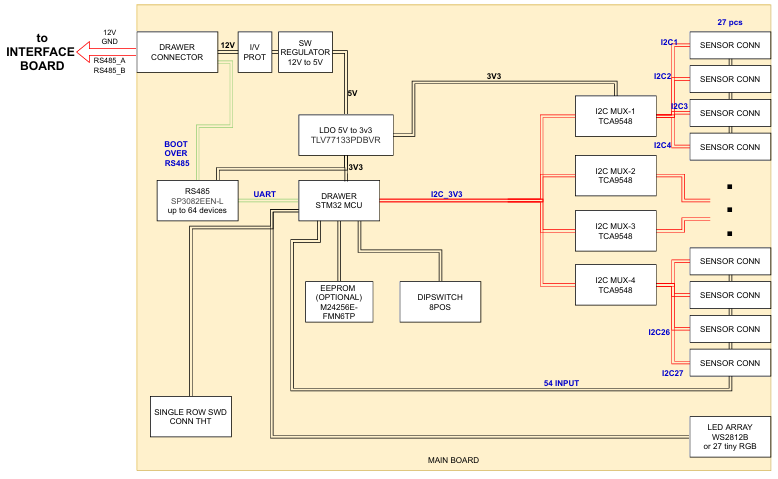 to
INTERFACE
BOARD
12V
GND
RS485_A
RS485_B
DRAWER
CONNECTOR
12V
I/V
PROT
SW
REGULATOR
12V to 5V
5V
3V3
LDO 5V to 3v3
TLV77133PDBVR
3V3
BOOT
OVER
RS485
RS485
SP3082EEN-L
up to 64 devices
UART
DRAWER
STM32 MCU
I2C_3V3
EEPROM
(OPTIONAL)
M24256E-
FMN6TP
DIPSWITCH
8POS
SINGLE ROW SWD
CONN THT
I2C MUX-1
TCA9548
I2C MUX-2
TCA9548
I2C MUX-3
TCA9548
I2C MUX-4
TCA9548
27 pcs
I2C1
SENSOR CONN
I2C2
SENSOR CONN
I2C3
SENSOR CONN
I2C4
SENSOR CONN
SENSOR CONN
SENSOR CONN
I2C26
SENSOR CONN
I2C27
SENSOR CONN
54 INPUT
LED ARRAY
WS2812B
or 27 tiny RGB
MAIN BOARD